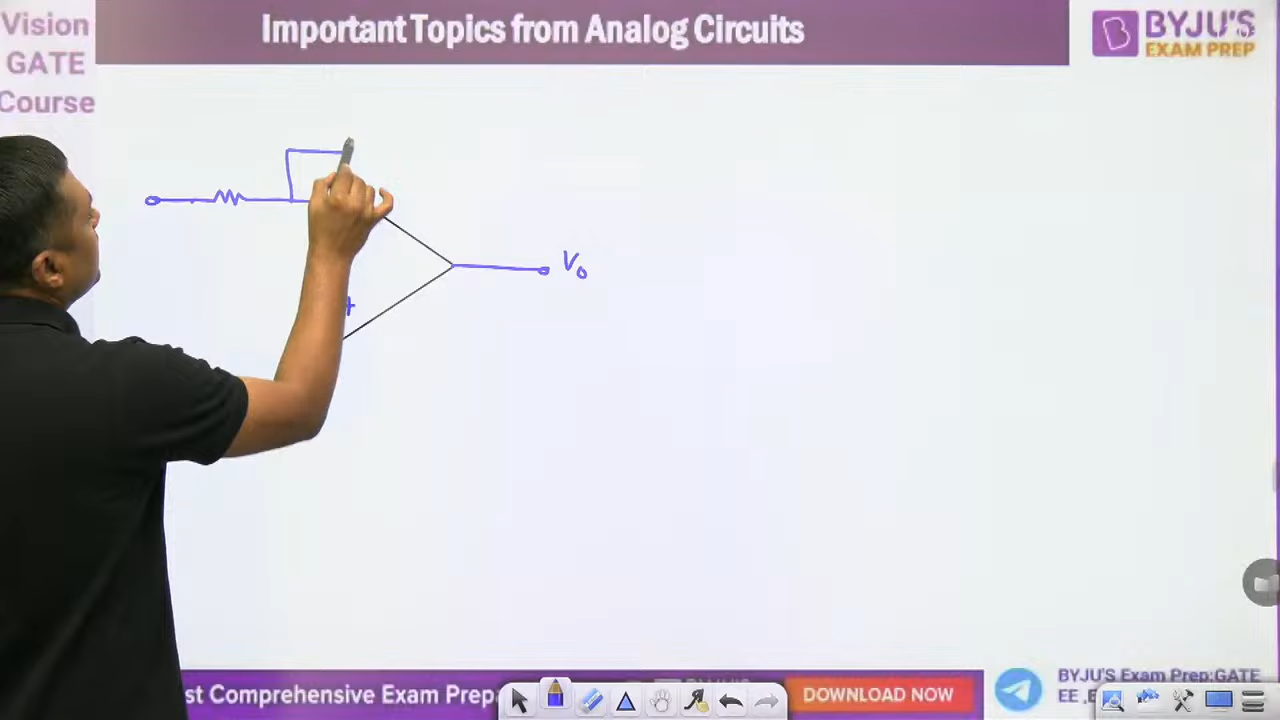 Vision
GATE
Course
Important Topics from Analog Circuits
BYJU'S
EXAM PREP
+
V₀
st Comprehensive Exam Prep
DOWNLOAD NOW
BYJU'S Exam Prep:GATE
EE